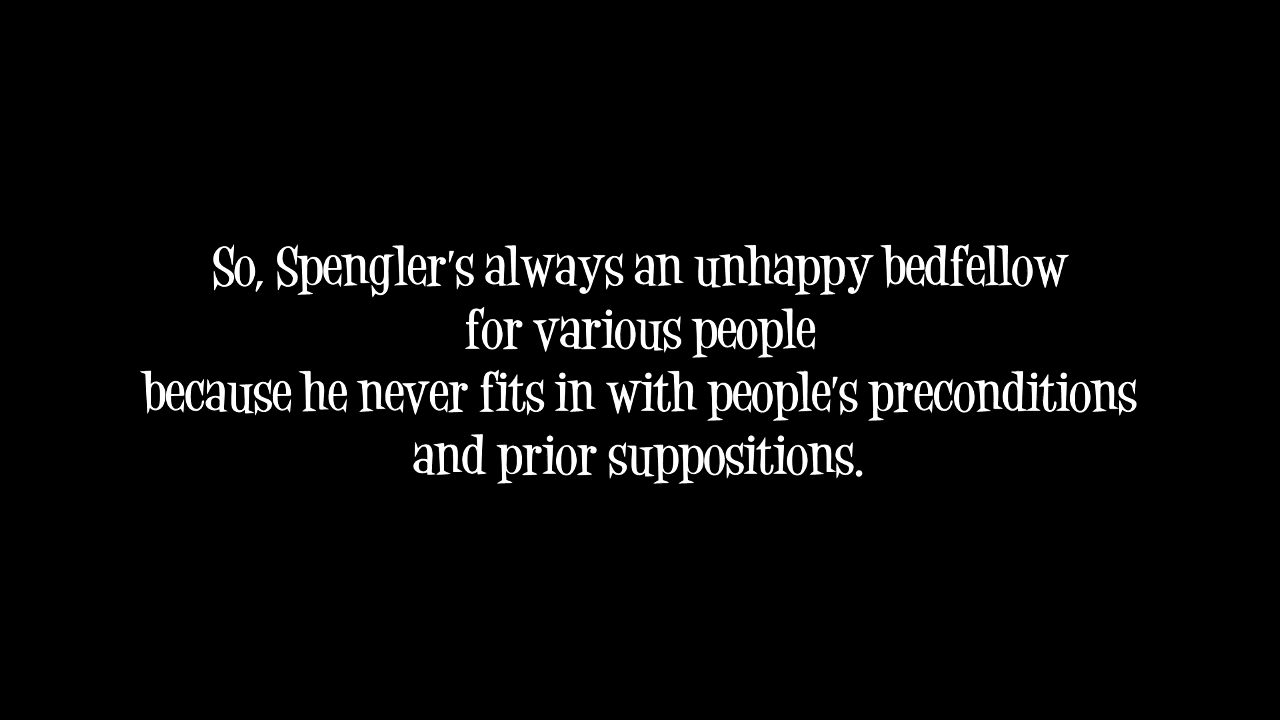 So, Spengler's always an unhappy bedfellow
for various people
because he never fits in with people's preconditions
and prior suppositions.